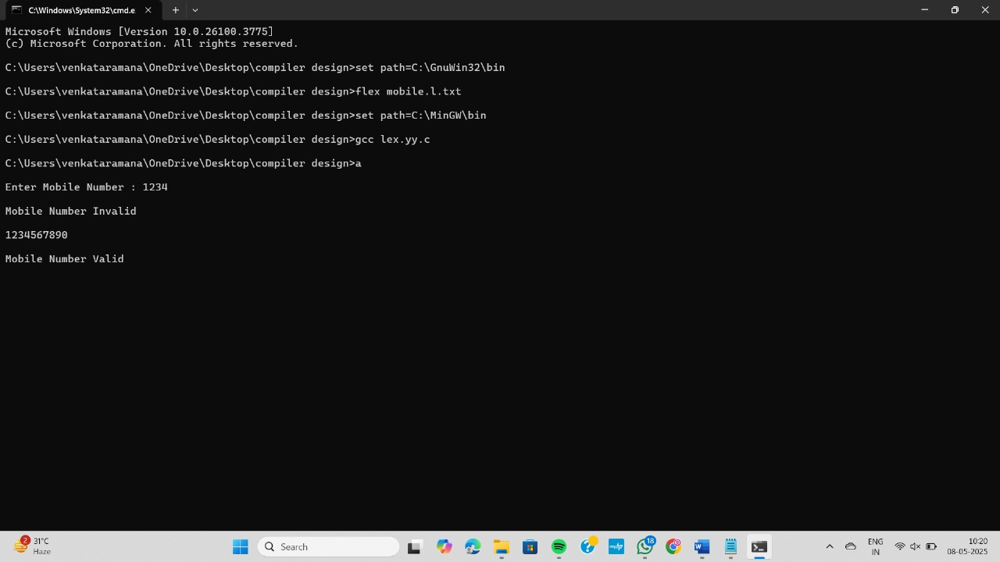 C:\Windows\System32\cmd.e
Microsoft Windows [Version 10.0.26100.3775]
(c) Microsoft Corporation. All rights reserved.
C:\Users\venkataramana\OneDrive\Desktop\compiler design>set path=C:\GnuWin32\bin
C:\Users\venkataramana\OneDrive\Desktop\compiler design>flex mobile.l.txt
C:\Users\venkataramana\OneDrive\Desktop\compiler design>set path=C:\MinGW\bin
C:\Users\venkataramana\OneDrive\Desktop\compiler design>gcc lex.yy.c
C:\Users\venkataramana\OneDrive\Desktop\compiler design>a
Enter Mobile Number : 1234
Mobile Number Invalid
1234567890
Mobile Number Valid
2
31°C
Haze
Search
myhp
18
W
ENG
IN
10:20
08-05-2025